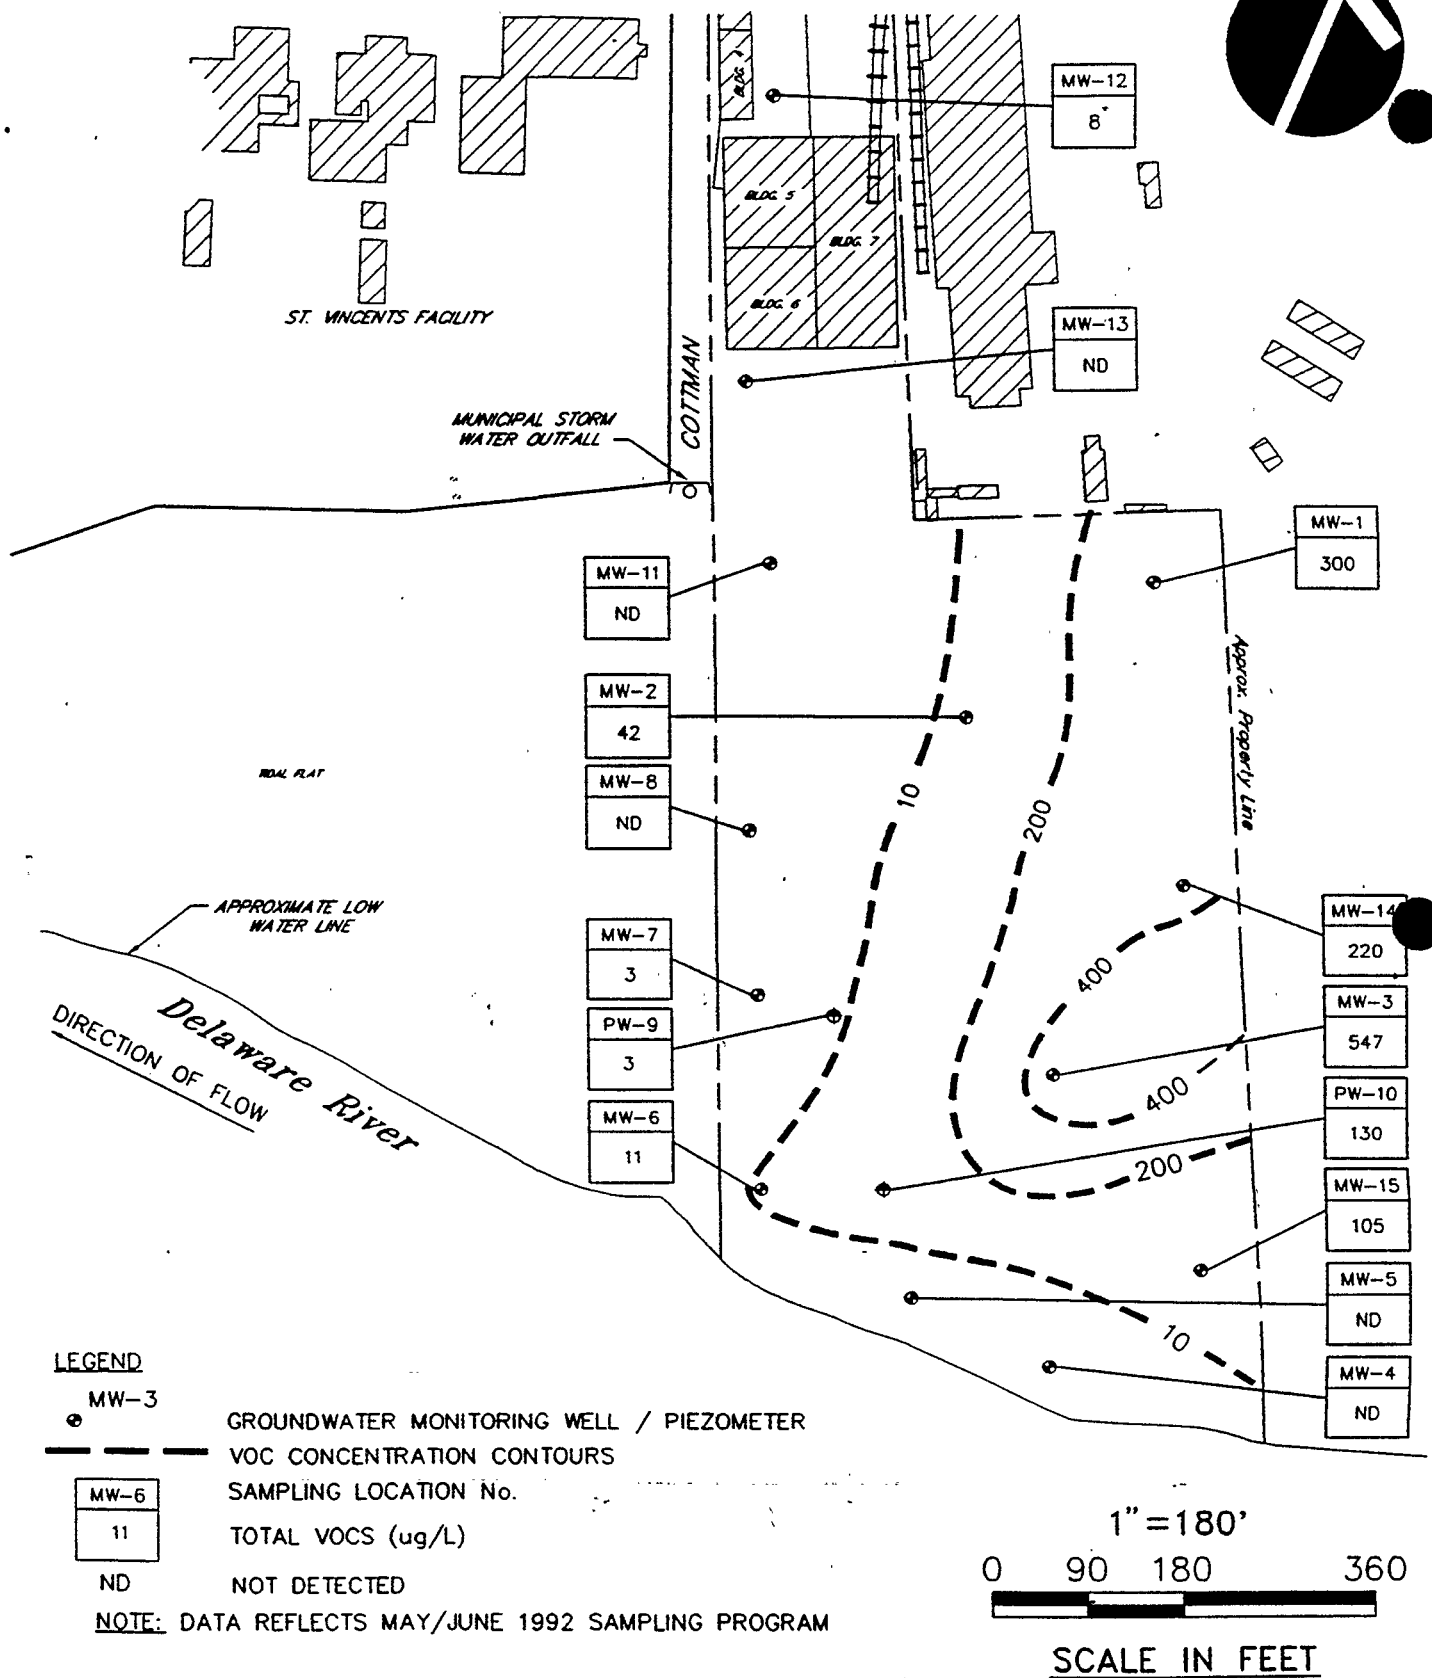 BLDG. 4
MW-12
8
BLDG. 5
BLDG. 7
BLDG. 6
ST. VINCENTS FACILITY
MW-13
ND
COTTMAN
MUNICIPAL STORM
WATER OUTFALL
MW-1
300
MW-11
ND
Approx. Property Line
MW-2
42
TIDAL FLAT
MW-8
ND
10
200
APPROXIMATE LOW
WATER LINE
MW-14
220
MW-7
3
400
MW-3
547
PW-9
3
Delaware River
DIRECTION OF FLOW
400
PW-10
130
MW-6
11
200
MW-15
105
MW-5
ND
10
MW-4
ND
LEGEND
MW-3
GROUNDWATER MONITORING WELL / PIEZOMETER
VOC CONCENTRATION CONTOURS
MW-6
SAMPLING LOCATION No.
11
TOTAL VOCS (ug/L)
ND
NOT DETECTED
NOTE: DATA REFLECTS MAY/JUNE 1992 SAMPLING PROGRAM
1"=180'
0 90 180 360
SCALE IN FEET